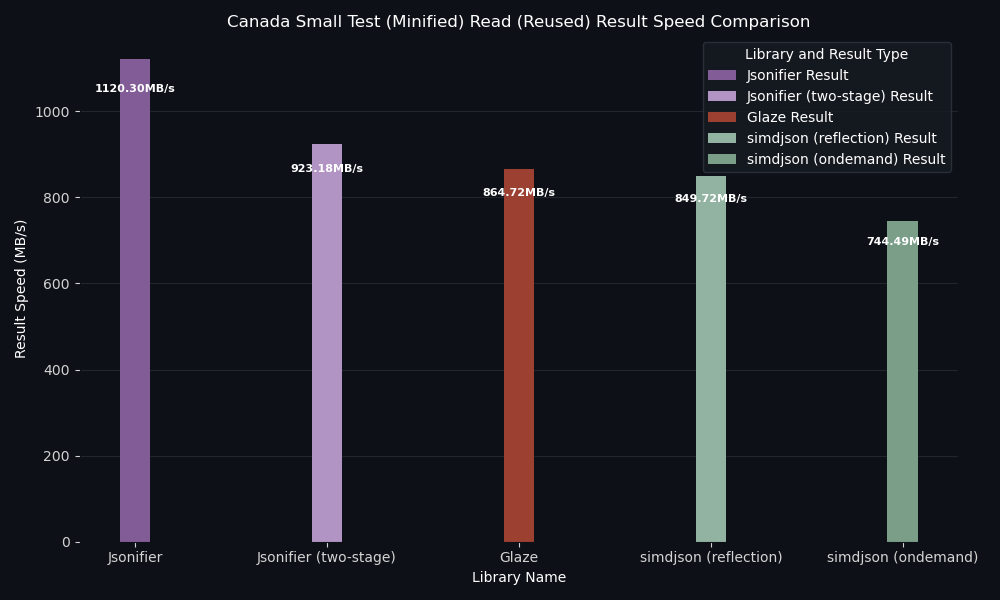 Canada Small Test (Minified) Read (Reused) Result Speed Comparison
Library and Result Type
Jsonifier Result
Jsonifier (two-stage) Result
Glaze Result
simdjson (reflection) Result
simdjson (ondemand) Result
1120.30MB/s
923.18MB/s
864.72MB/s
849.72MB/s
744.49MB/s
Result Speed (MB/s)
1000
800
600
400
200
0
Jsonifier
Jsonifier (two-stage)
Glaze
simdjson (reflection)
simdjson (ondemand)
Library Name